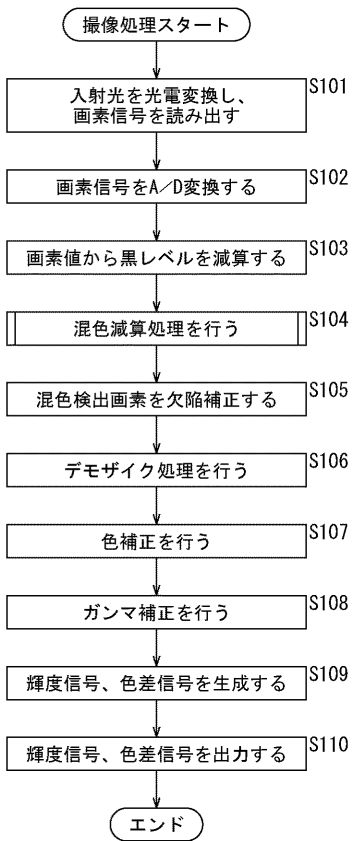 撮像処理スタート
S101
入射光を光電変換し、
画素信号を読み出す
S102
画素信号をA/D変換する
S103
画素値から黒レベルを減算する
S104
混色減算処理を行う
S105
混色検出画素を欠陥補正する
S106
デモザイク処理を行う
S107
色補正を行う
S108
ガンマ補正を行う
S109
輝度信号、色差信号を生成する
S110
輝度信号、色差信号を出力する
エンド